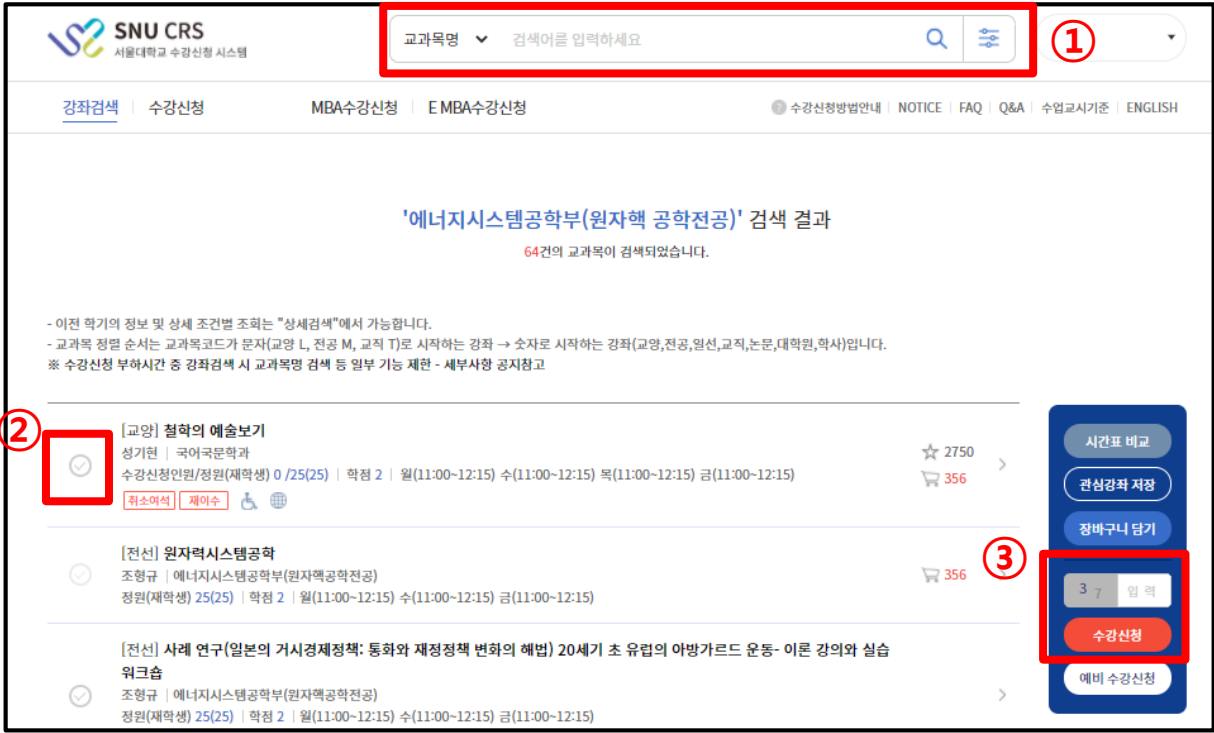 SNU CRS
서울대학교 수강신청 시스템
교과목명 검색어를 입력하세요
①
강좌검색 수강신청 MBA수강신청 E MBA수강신청
수강신청방법안내 NOTICE FAQ Q&A 수업교시기준 ENGLISH
'에너지시스템공학부(원자핵 공학전공)' 검색 결과
64건의 교과목이 검색되었습니다.
- 이전 학기의 정보 및 상세 조건별 조회는 "상세검색"에서 가능합니다.
- 교과목 정렬 순서는 교과목코드가 문자(교양 L, 전공 M, 교직 T)로 시작하는 강좌 → 숫자로 시작하는 강좌(교양,전공,일선,교직,논문,대학원,학사)입니다.
※ 수강신청 부하시간 중 강좌검색 시 교과목명 검색 등 일부 기능 제한 - 세부사항 공지참고
②
[교양] 철학의 예술보기
성기현 국어국문학과
수강신청인원/정원(재학생) 0 /25(25) 학점 2 월(11:00~12:15) 수(11:00~12:15) 목(11:00~12:15) 금(11:00~12:15)
취소여석 재이수
2750
356
[전선] 원자력시스템공학
조형규 에너지시스템공학부(원자핵공학전공)
정원(재학생) 25(25) 학점 2 월(11:00~12:15) 수(11:00~12:15) 금(11:00~12:15)
356
[전선] 사례 연구(일본의 거시경제정책: 통화와 재정정책 변화의 해법) 20세기 초 유럽의 아방가르드 운동- 이론 강의와 실습
워크숍
조형규 에너지시스템공학부(원자핵공학전공)
정원(재학생) 25(25) 학점 2 월(11:00~12:15) 수(11:00~12:15) 금(11:00~12:15)
시간표 비교
관심강좌 저장
장바구니 담기
③
3 7 입력
수강신청
예비 수강신청